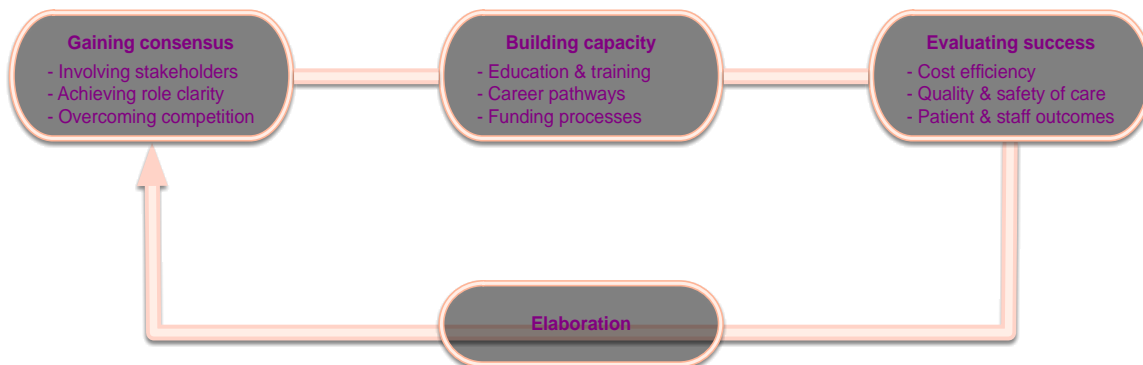 Gaining consensus
- Involving stakeholders
- Achieving role clarity
- Overcoming competition
Building capacity
- Education & training
- Career pathways
- Funding processes
Evaluating success
- Cost efficiency
- Quality & safety of care
- Patient & staff outcomes
Elaboration